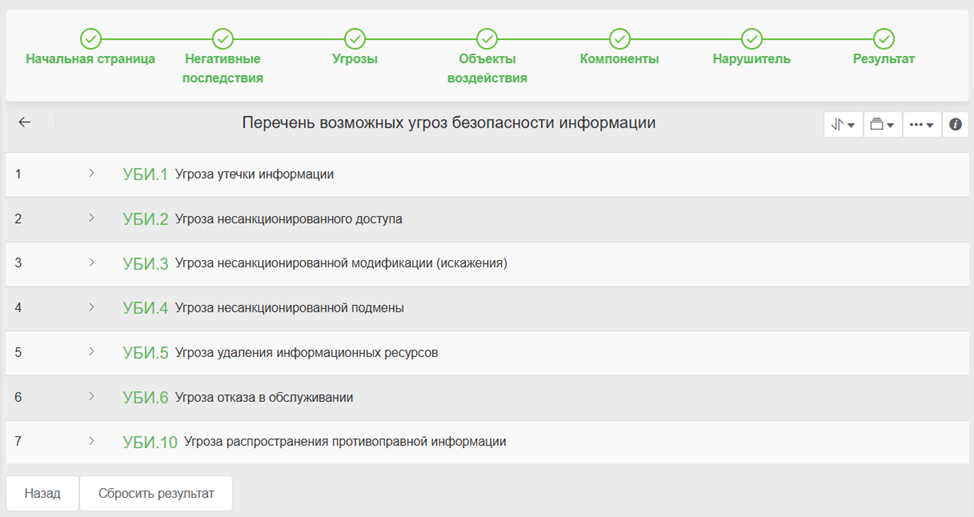 Начальная страница
Негативные последствия
Угрозы
Объекты воздействия
Компоненты
Нарушитель
Результат
Перечень возможных угроз безопасности информации
1 УБИ.1 Угроза утечки информации
2 УБИ.2 Угроза несанкционированного доступа
3 УБИ.3 Угроза несанкционированной модификации (искажения)
4 УБИ.4 Угроза несанкционированной подмены
5 УБИ.5 Угроза удаления информационных ресурсов
6 УБИ.6 Угроза отказа в обслуживании
7 УБИ.10 Угроза распространения противоправной информации
Назад Сбросить результат